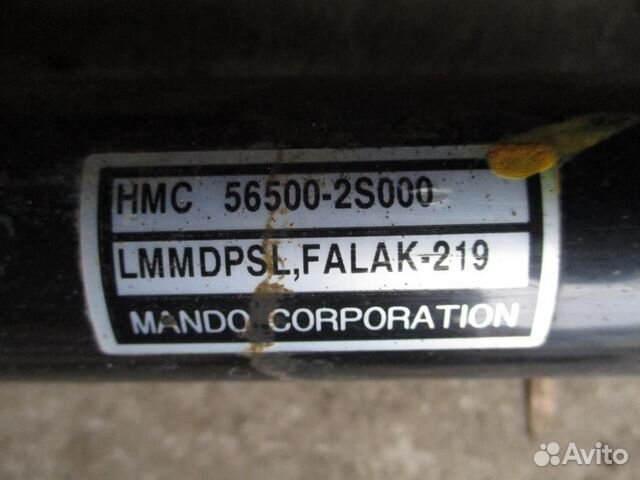 HMC 56500-2S000
LMMDPSL,FALAK-219
MANDO CORPORATION
Avito